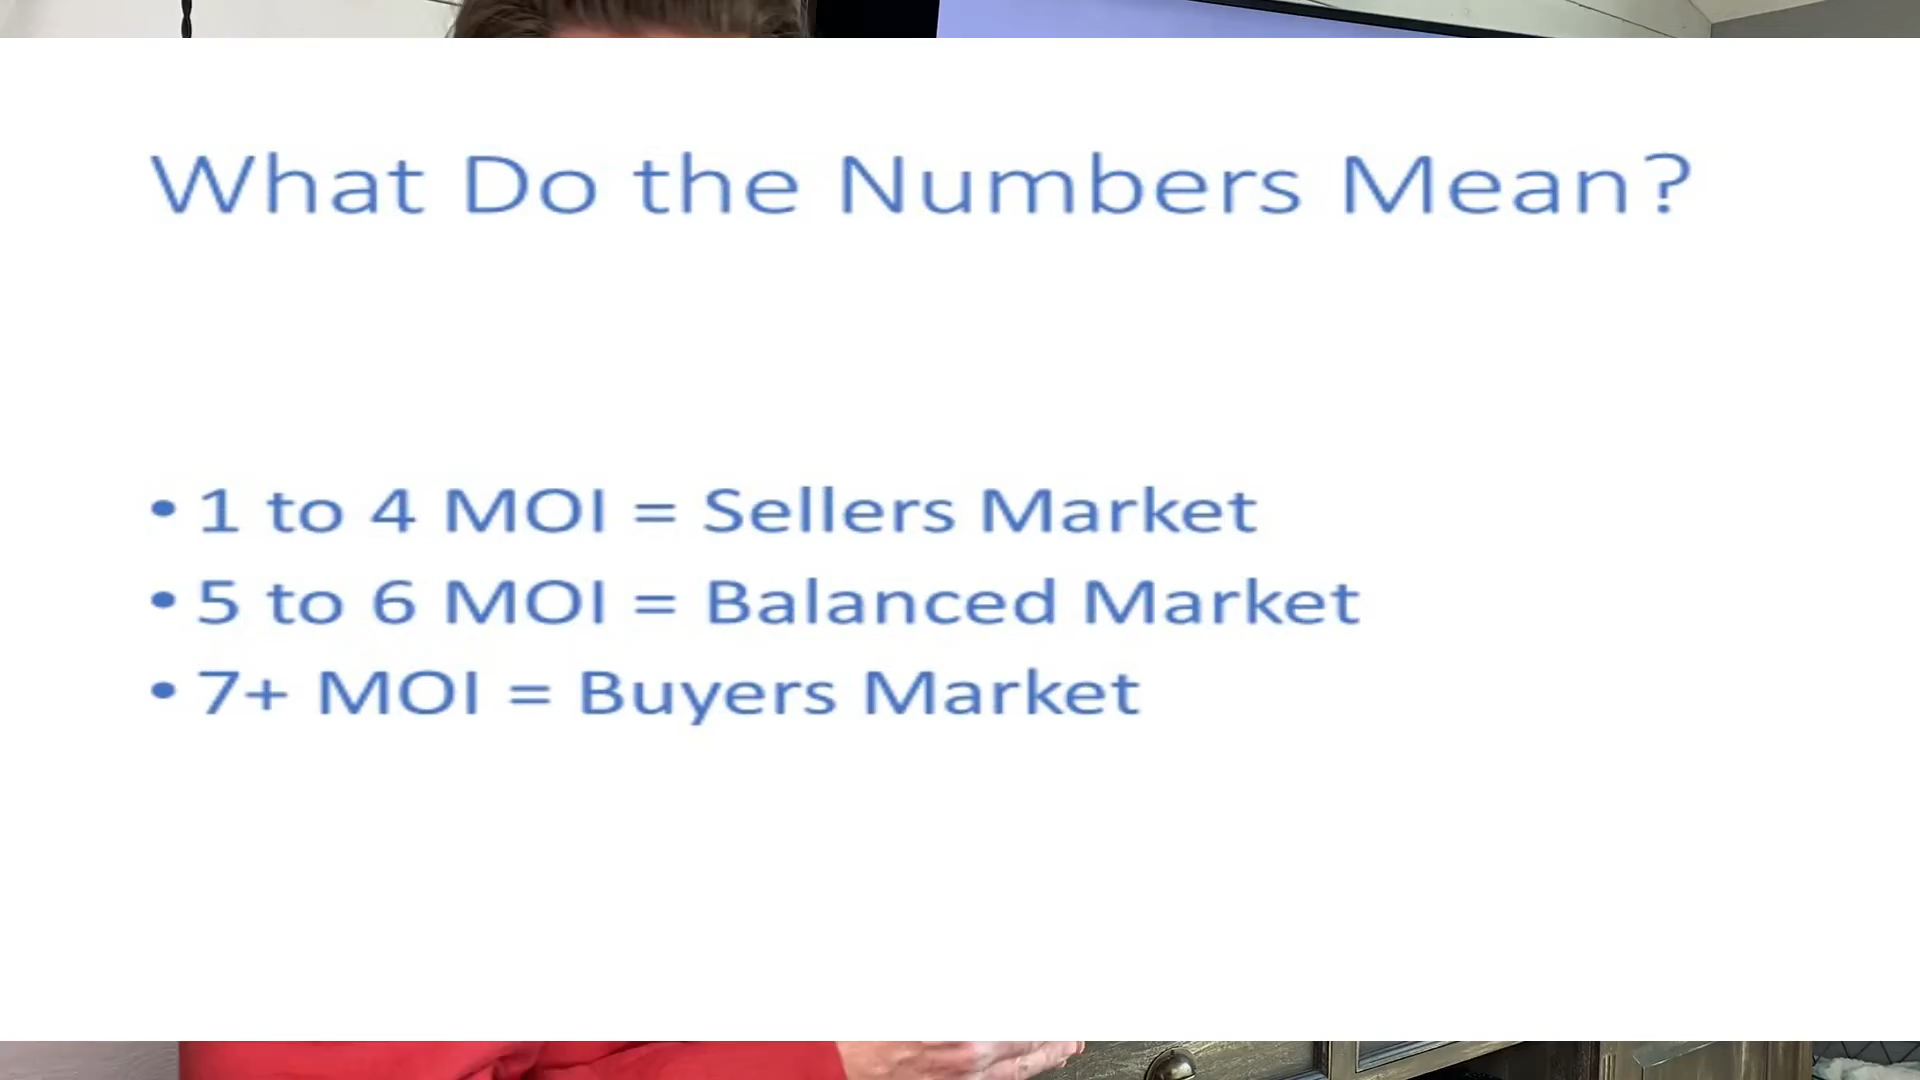 What Do the Numbers Mean?
• 1 to 4 MOI = Sellers Market
• 5 to 6 MOI = Balanced Market
• 7+ MOI = Buyers Market